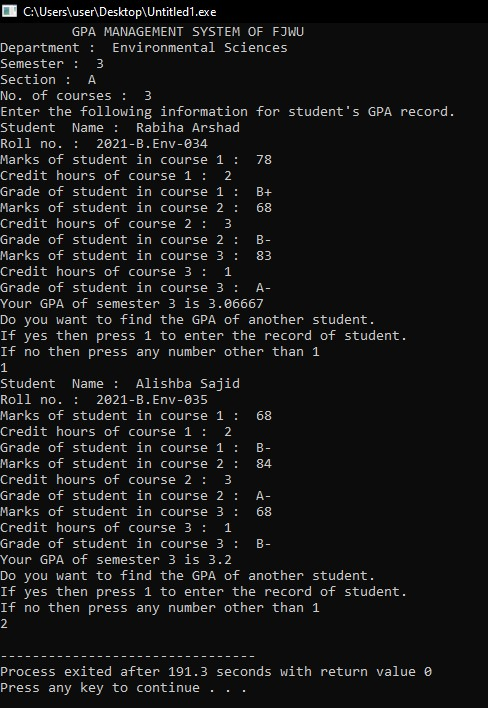 C:\Users\user\Desktop\Untitled1.exe
GPA MANAGEMENT SYSTEM OF FJWU
Department :  Environmental Sciences
Semester :  3
Section :  A
No. of courses :  3
Enter the following information for student's GPA record.
Student  Name :  Rabiha Arshad
Roll no. :  2021-B.Env-034
Marks of student in course 1 :  78
Credit hours of course 1 :  2
Grade of student in course 1 :  B+
Marks of student in course 2 :  68
Credit hours of course 2 :  3
Grade of student in course 2 :  B-
Marks of student in course 3 :  83
Credit hours of course 3 :  1
Grade of student in course 3 :  A-
Your GPA of semester 3 is 3.06667
Do you want to find the GPA of another student.
If yes then press 1 to enter the record of student.
If no then press any number other than 1
1
Student  Name :  Alishba Sajid
Roll no. :  2021-B.Env-035
Marks of student in course 1 :  68
Credit hours of course 1 :  2
Grade of student in course 1 :  B-
Marks of student in course 2 :  84
Credit hours of course 2 :  3
Grade of student in course 2 :  A-
Marks of student in course 3 :  68
Credit hours of course 3 :  1
Grade of student in course 3 :  B-
Your GPA of semester 3 is 3.2
Do you want to find the GPA of another student.
If yes then press 1 to enter the record of student.
If no then press any number other than 1
2
--------------------------------
Process exited after 191.3 seconds with return value 0
Press any key to continue . . .